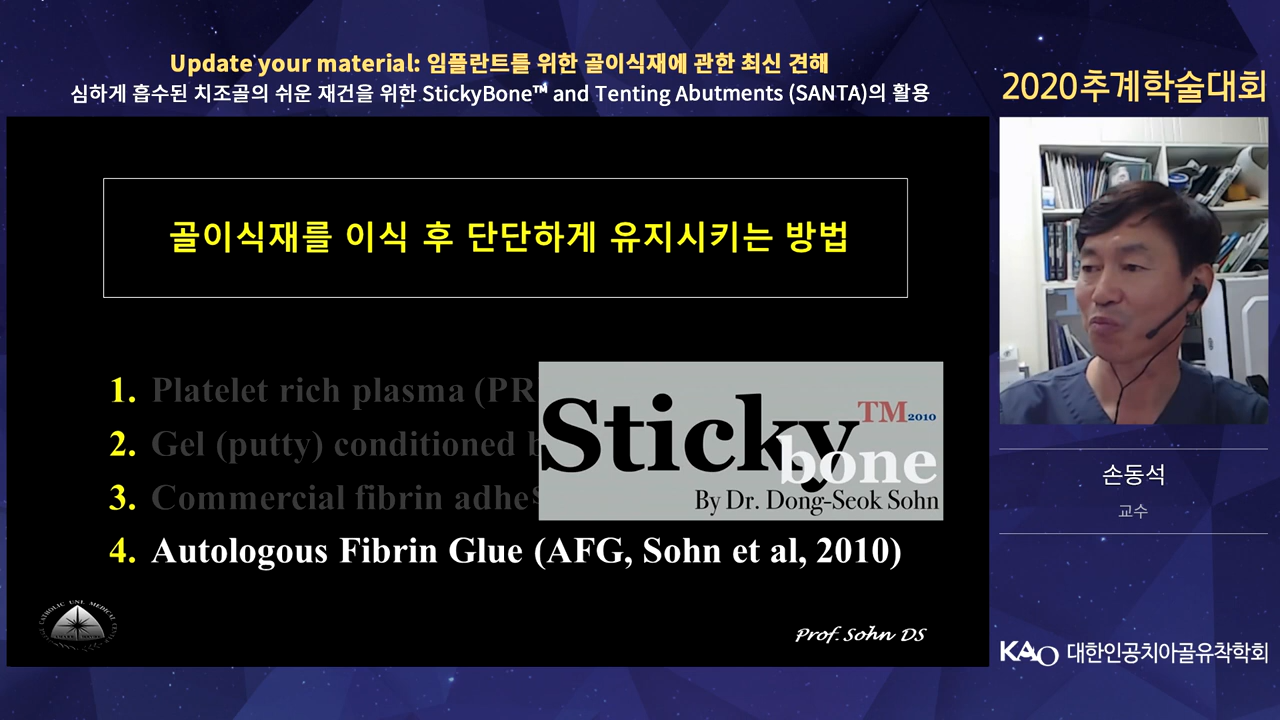 Update your material: 임플란트를 위한 골이식재에 관한 최신 견해
심하게 흡수된 치조골의 쉬운 재건을 위한 StickyBone™ and Tenting Abutments (SANTA)의 활용
2020추계학술대회
골이식재를 이식 후 단단하게 유지시키는 방법
1. Platelet rich plasma (PR
2. Gel (putty) conditioned
3. Commercial fibrin adhe
4. Autologous Fibrin Glue (AFG, Sohn et al, 2010)
Sticky TM 2010
bone
By Dr. Dong-Seok Sohn
Prof. Sohn DS
손동석
교수
KAO 대한인공치아골유착학회